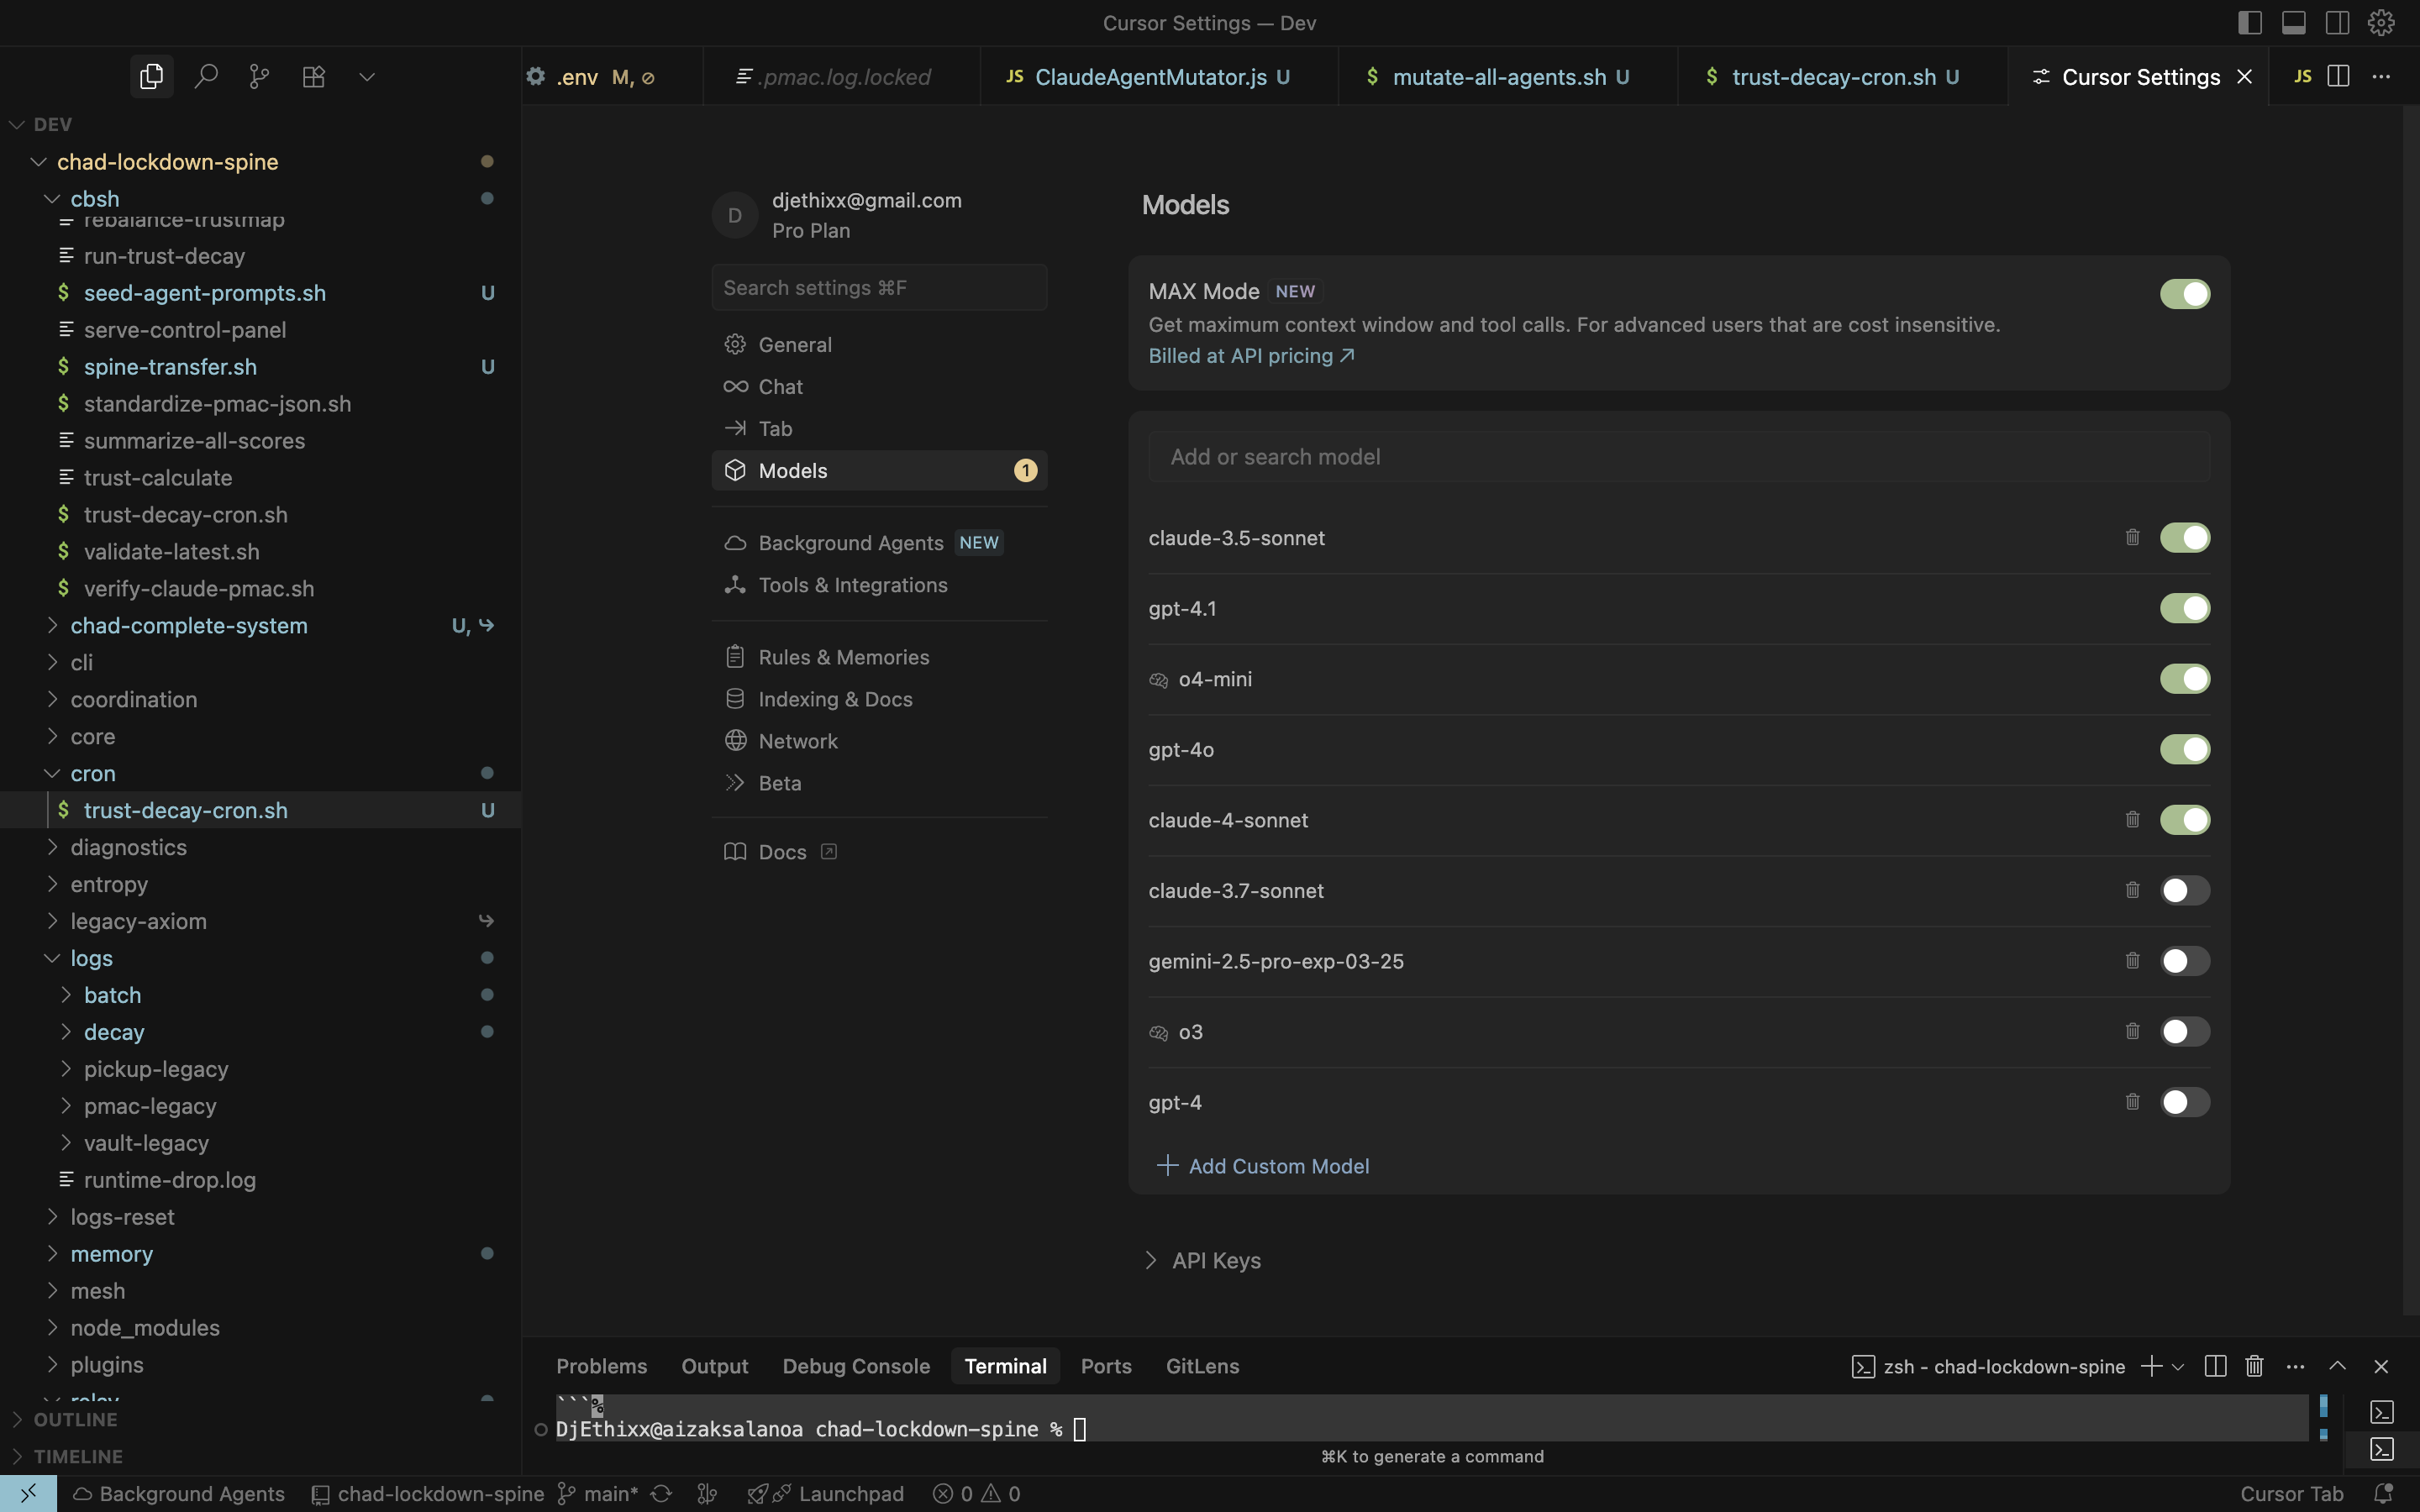 Cursor Settings — Dev
.env M, ⊘
.pmac.log.locked
JS ClaudeAgentMutator.js U
$ mutate-all-agents.sh U
$ trust-decay-cron.sh U
Cursor Settings
JS
DEV
chad-lockdown-spine
cbsh
rebalance-trustmap
run-trust-decay
$ seed-agent-prompts.sh U
serve-control-panel
$ spine-transfer.sh U
$ standardize-pmac-json.sh
summarize-all-scores
trust-calculate
$ trust-decay-cron.sh
$ validate-latest.sh
$ verify-claude-pmac.sh
chad-complete-system U,
cli
coordination
core
cron
$ trust-decay-cron.sh U
diagnostics
entropy
legacy-axiom
logs
batch
decay
pickup-legacy
pmac-legacy
vault-legacy
runtime-drop.log
logs-reset
memory
mesh
node_modules
plugins
relay
OUTLINE
TIMELINE
D
djethixx@gmail.com
Pro Plan
Search settings ⌘F
General
Chat
Tab
Models 1
Background Agents NEW
Tools & Integrations
Rules & Memories
Indexing & Docs
Network
Beta
Docs
Models
MAX Mode NEW
Get maximum context window and tool calls. For advanced users that are cost insensitive.
Billed at API pricing
Add or search model
claude-3.5-sonnet
gpt-4.1
o4-mini
gpt-4o
claude-4-sonnet
claude-3.7-sonnet
gemini-2.5-pro-exp-03-25
o3
gpt-4
Add Custom Model
API Keys
Problems Output Debug Console Terminal Ports GitLens
zsh - chad-lockdown-spine
```%
DjEthixx@aizaksalanoa chad-lockdown-spine %
⌘K to generate a command
Background Agents chad-lockdown-spine main* Launchpad 0 0
Cursor Tab